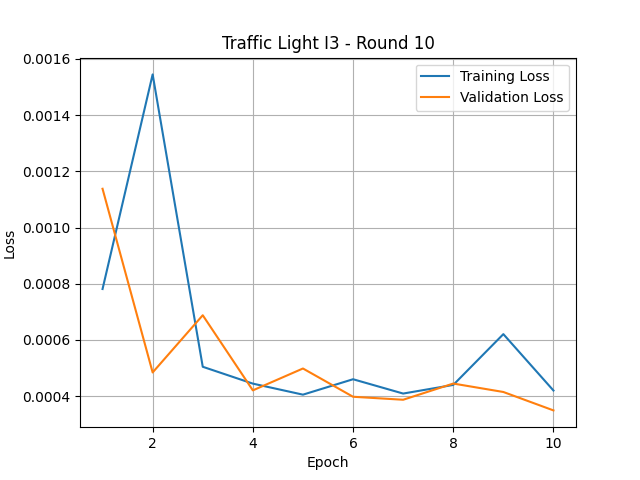 Traffic Light I3 - Round 10
Training Loss
Validation Loss
Loss
0.0016
0.0014
0.0012
0.0010
0.0008
0.0006
0.0004
2 4 6 8 10
Epoch